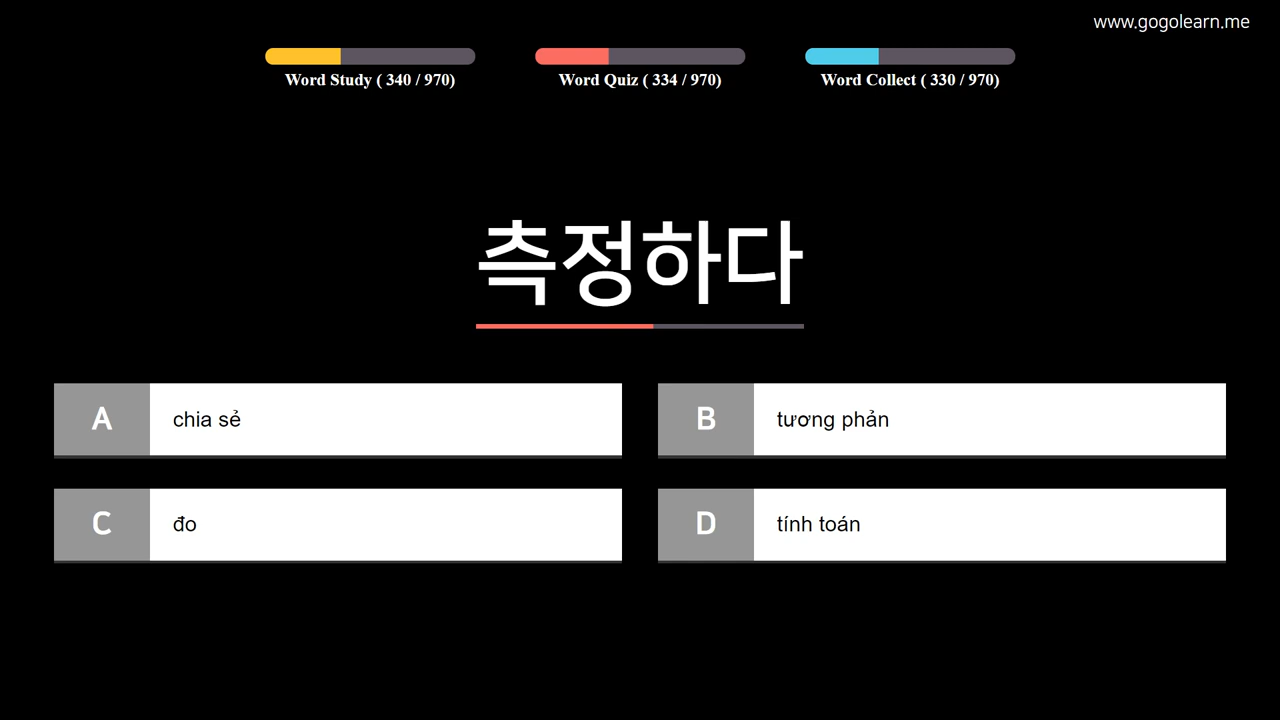 www.gogolearn.me
Word Study ( 340 / 970)
Word Quiz ( 334 / 970)
Word Collect ( 330 / 970)
측정하다
A chia sẻ
B tương phản
C đo
D tính toán